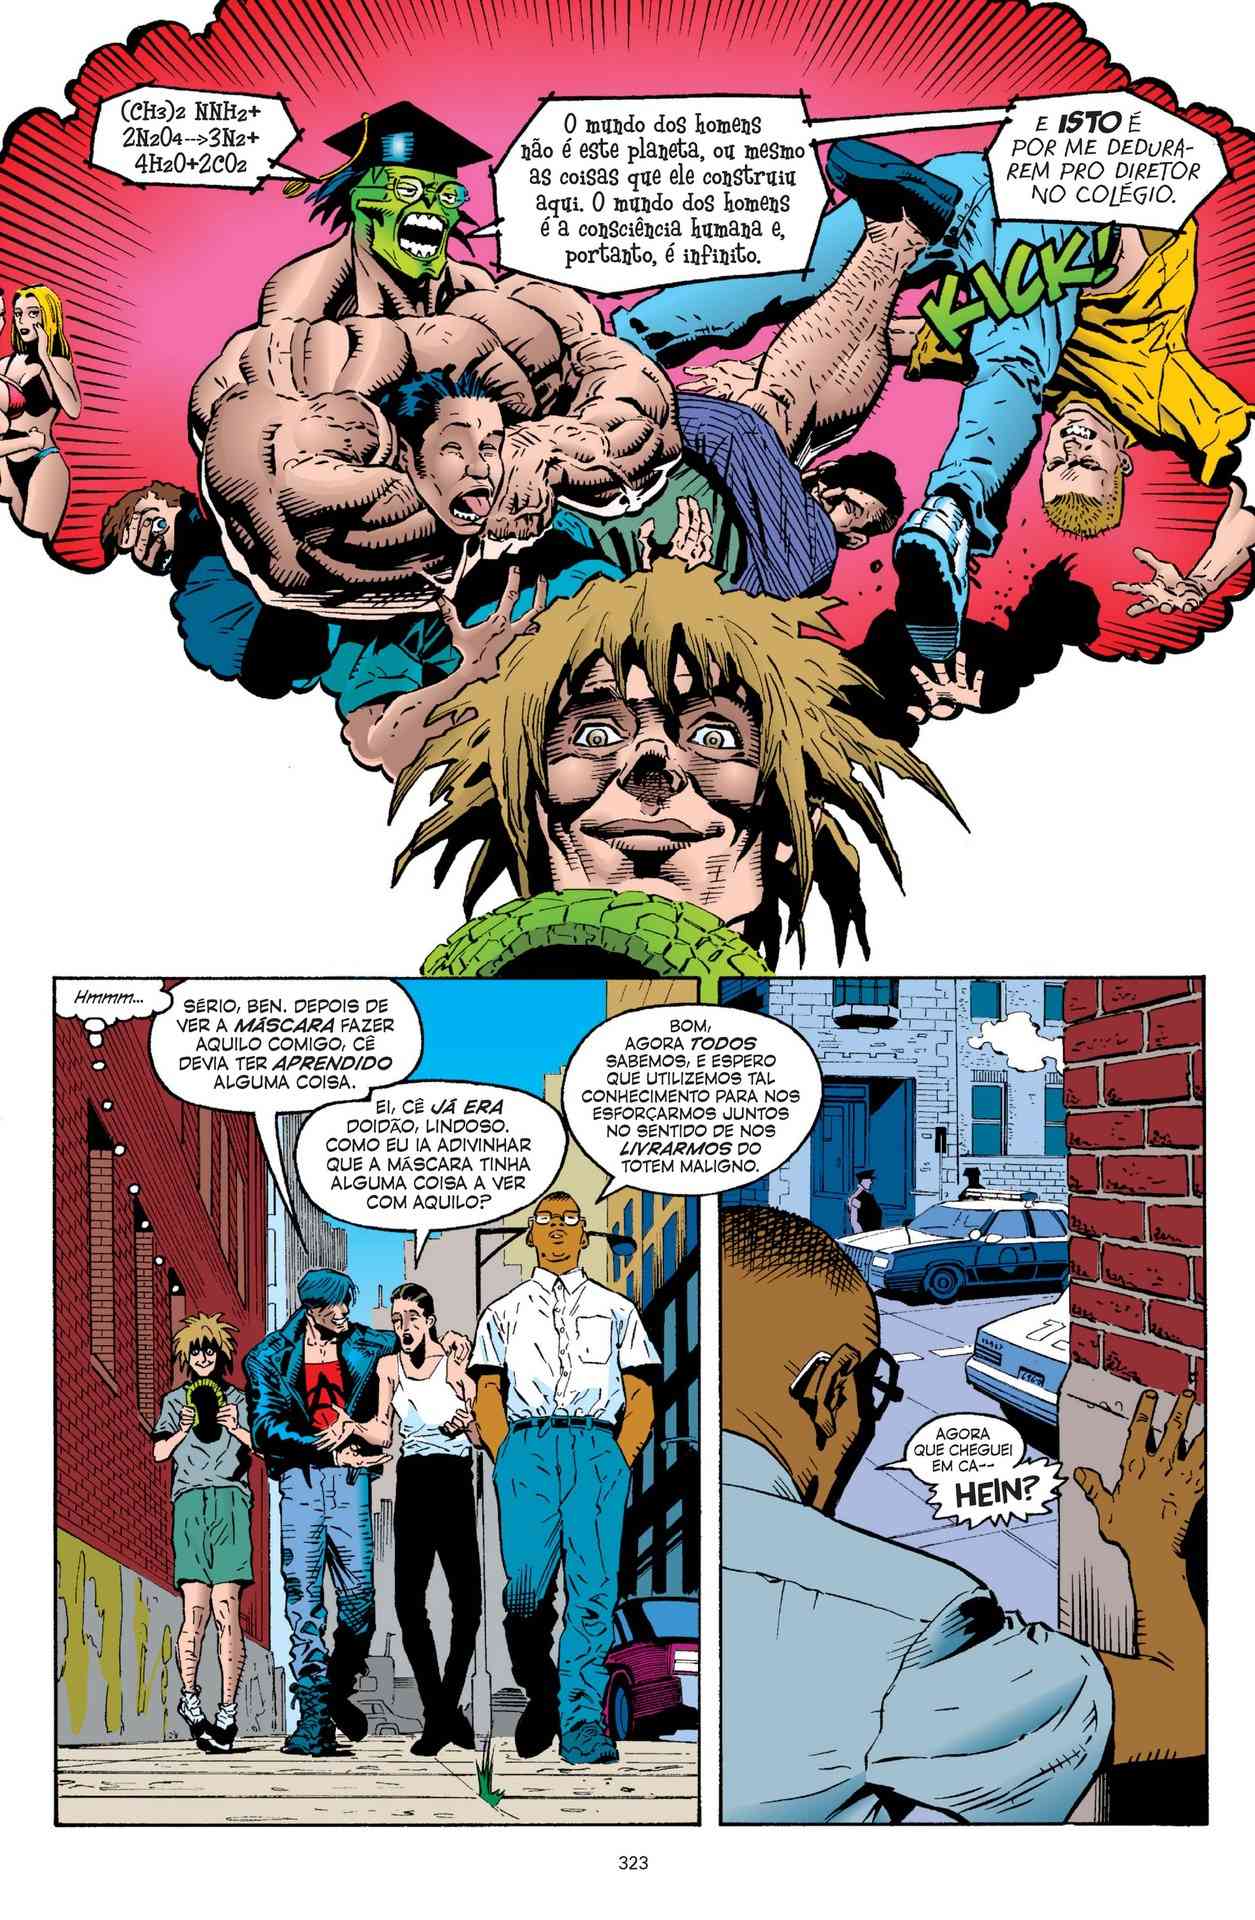 (CH3)2 NNH2+
2N2O4-->3N2+
4H2O+2CO2
O mundo dos homens
não é este planeta, ou mesmo
as coisas que ele construiu
aqui. O mundo dos homens
é a consciência humana e,
portanto, é infinito.
E ISTO É
POR ME DEDURA-
REM PRO DIRETOR
NO COLÉGIO.
KICK!
Hmmm...
SÉRIO, BEN. DEPOIS DE
VER A MÁSCARA FAZER
AQUILO COMIGO, CÊ
DEVIA TER APRENDIDO
ALGUMA COISA.
EI, CÊ JÁ ERA
DOIDÃO, LINDOSO.
COMO EU IA ADIVINHAR
QUE A MÁSCARA TINHA
ALGUMA COISA A VER
COM AQUILO?
BOM,
AGORA TODOS
SABEMOS, E ESPERO
QUE UTILIZEMOS TAL
CONHECIMENTO PARA NOS
ESFORÇARMOS JUNTOS
NO SENTIDO DE NOS
LIVRARMOS DO
TOTEM MALIGNO.
AGORA
QUE CHEGUEI
EM CA--
HEIN?
323